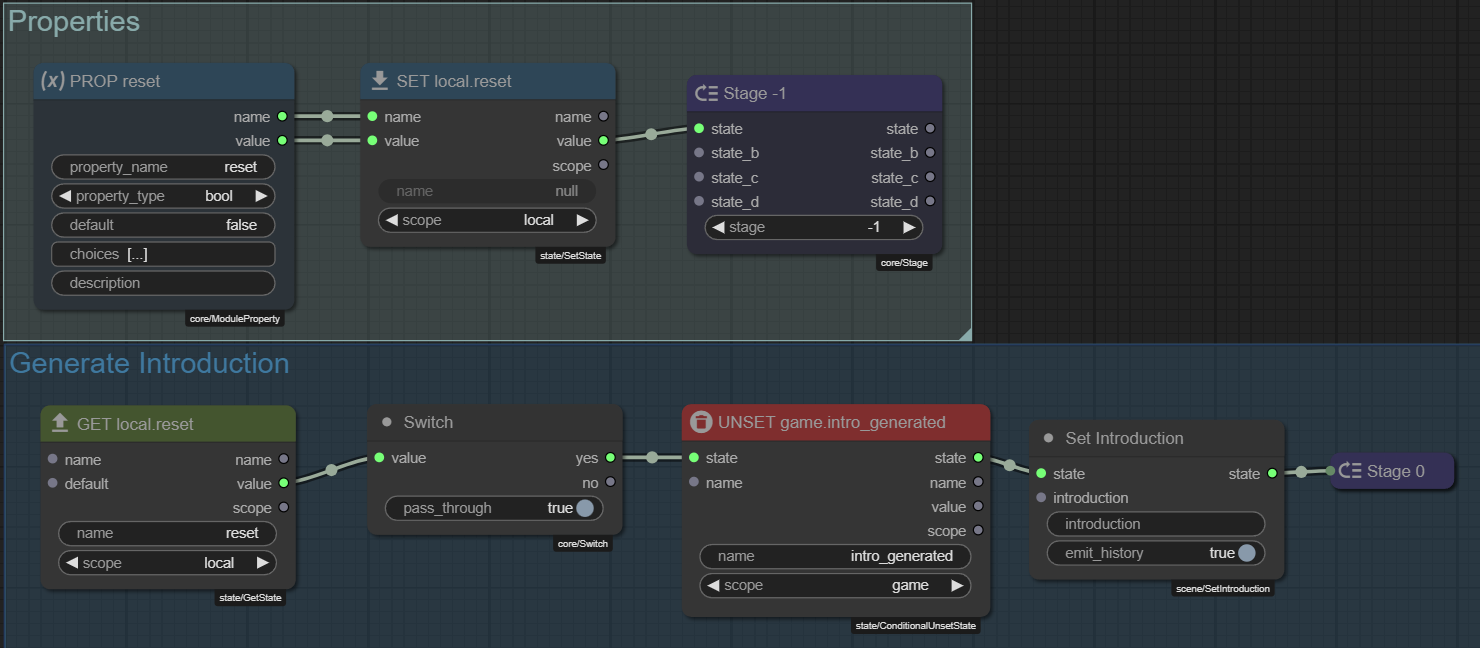 Properties
(x) PROP reset
name
value
property_name reset
property_type bool
default false
choices [...]
description
core/ModuleProperty
SET local.reset
name name
value value
scope
name null
scope local
state/SetState
Stage -1
state state
state_b state_b
state_c state_c
state_d state_d
stage -1
core/Stage
Generate Introduction
GET local.reset
name name
default value
scope
name reset
scope local
state/GetState
Switch
value yes
no
pass_through true
core/Switch
UNSET game.intro_generated
state state
name name
value
scope
name intro_generated
scope game
state/ConditionalUnsetState
Set Introduction
state state
introduction
introduction
emit_history true
scene/SetIntroduction
Stage 0